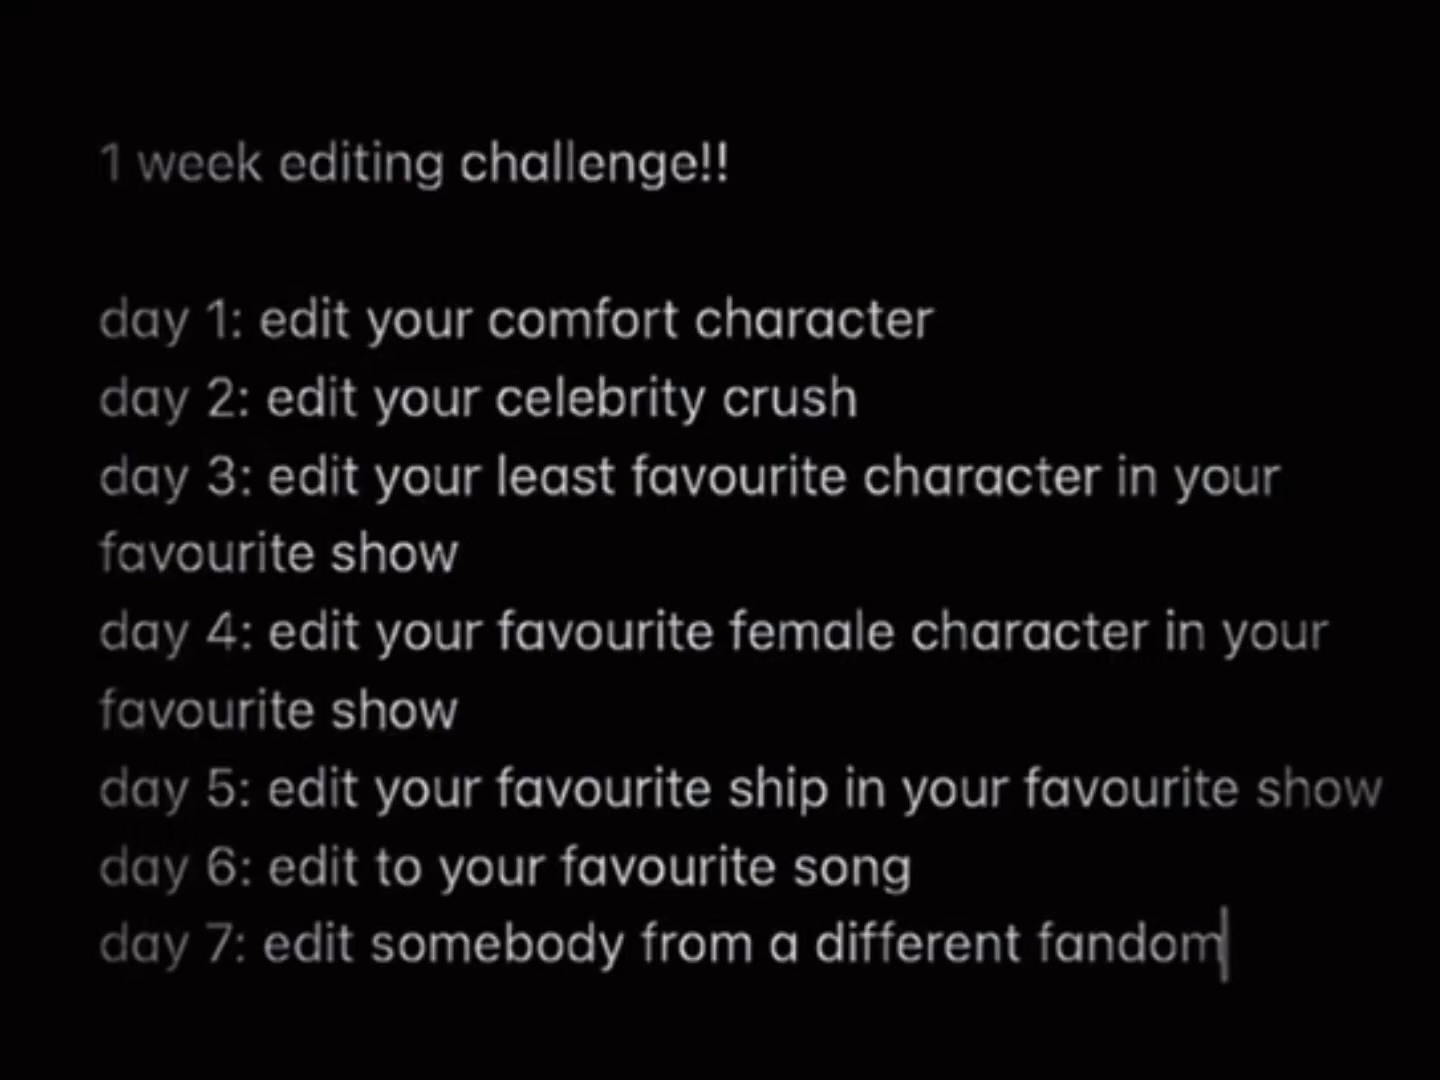 1 week editing challenge!!
day 1: edit your comfort character
day 2: edit your celebrity crush
day 3: edit your least favourite character in your
favourite show
day 4: edit your favourite female character in your
favourite show
day 5: edit your favourite ship in your favourite show
day 6: edit to your favourite song
day 7: edit somebody from a different fandom